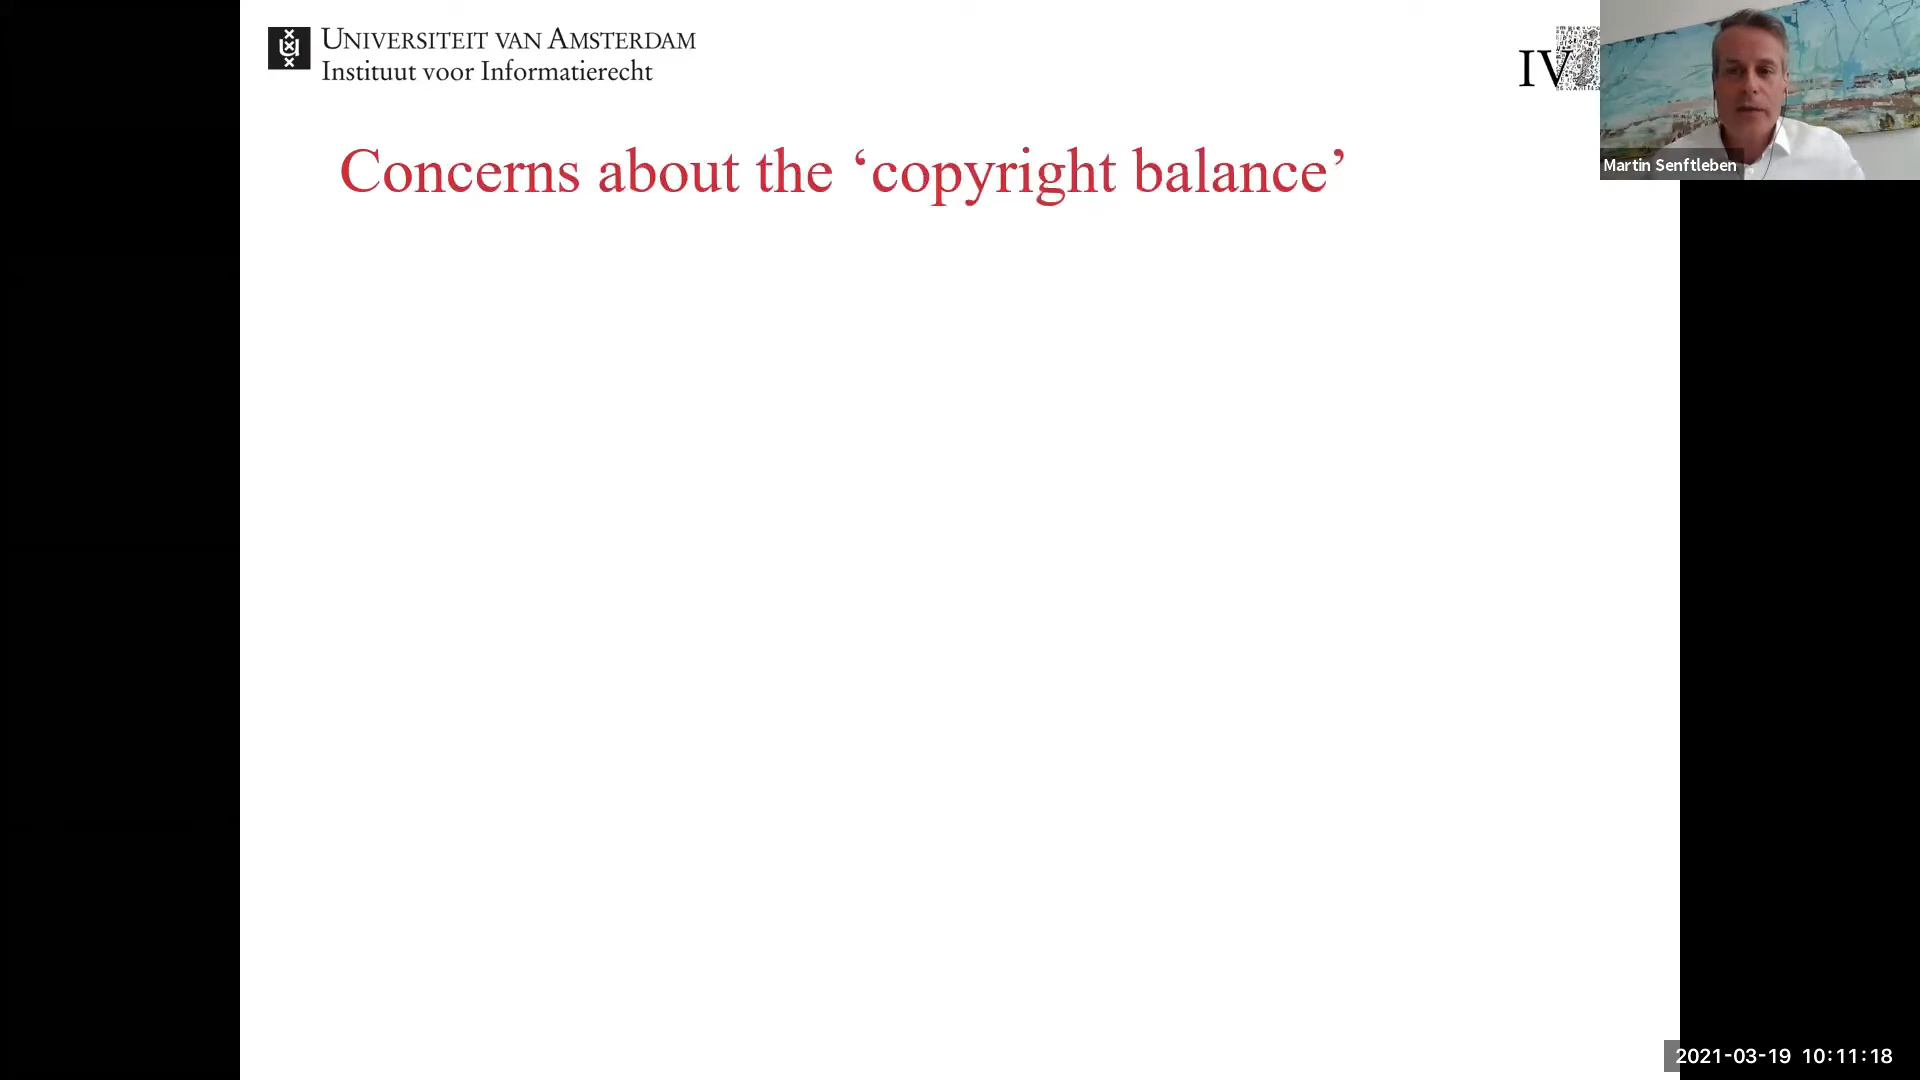 UNIVERSITEIT VAN AMSTERDAM
Instituut voor Informatierecht
IV
Concerns about the ‘copyright balance’
Martin Senftleben
2021-03-19 10:11:18